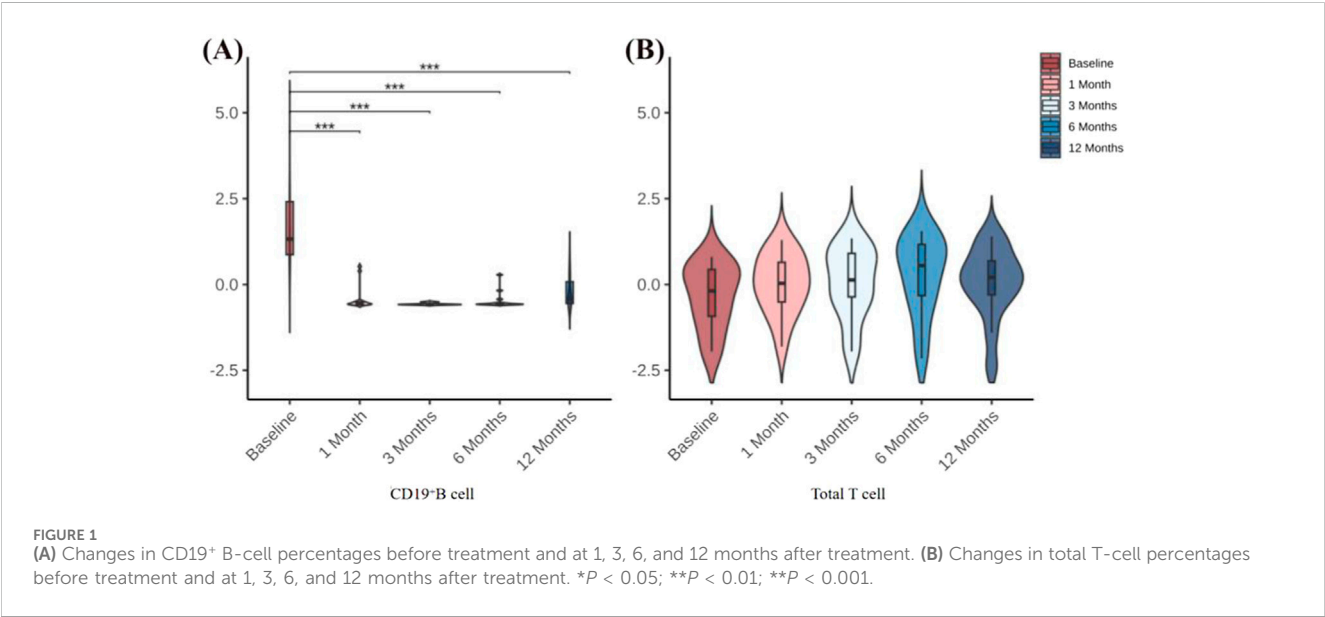 (A)
(B)
***
***
***
***
5.0
2.5
0.0
-2.5
Baseline
1 Month
3 Months
6 Months
12 Months
CD19⁺B cell
5.0
2.5
0.0
-2.5
Baseline
1 Month
3 Months
6 Months
12 Months
Total T cell
Baseline
1 Month
3 Months
6 Months
12 Months
FIGURE 1
(A) Changes in CD19⁺ B-cell percentages before treatment and at 1, 3, 6, and 12 months after treatment. (B) Changes in total T-cell percentages
before treatment and at 1, 3, 6, and 12 months after treatment. *P < 0.05; **P < 0.01; **P < 0.001.